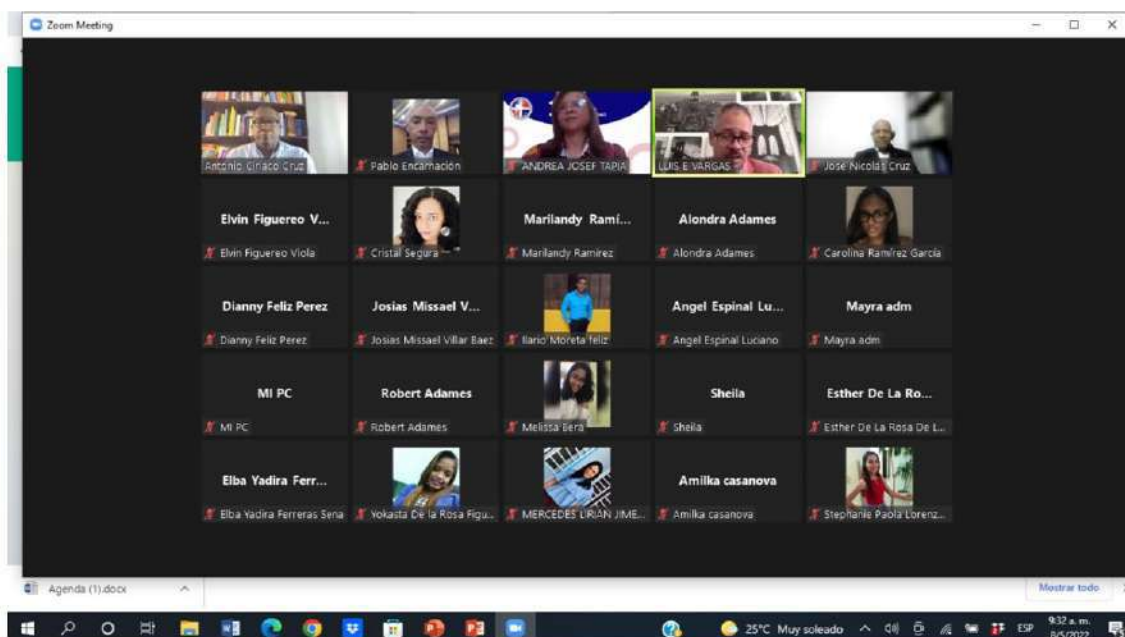 Zoom Meeting
Antonio Ciriaco Cruz
Pablo Encarnación
ANDREA JOSEF TAPIA
LUIS E VARGAS
Jose Nicolás Cruz
Elvin Figuereo V...
Marilandy Ramí...
Alondra Adames
Elvin Figuereo Viola
Cristal Segura
Marilandy Ramirez
Alondra Adames
Carolina Ramírez García
Dianny Feliz Perez
Josias Missael V...
Angel Espinal Lu...
Mayra adm
Dianny Feliz Perez
Josias Missael Villar Baez
Ilario Moreta feliz
Angel Espinal Luciano
Mayra adm
MI PC
Robert Adames
Sheila
Esther De La Ro...
MI PC
Robert Adames
Melissa Bera
Sheila
Esther De La Rosa De L...
Elba Yadira Ferr...
Amilka casanova
Elba Yadira Ferreras Sena
Yokasta De la Rosa Figu...
MERCEDES LIRIAN JIME...
Amilka casanova
Stephanie Paola Lorenz...
Agenda (1).docx
Mostrar todo
25°C Muy soleado
ESP
9:32 a. m.
8/5/2022